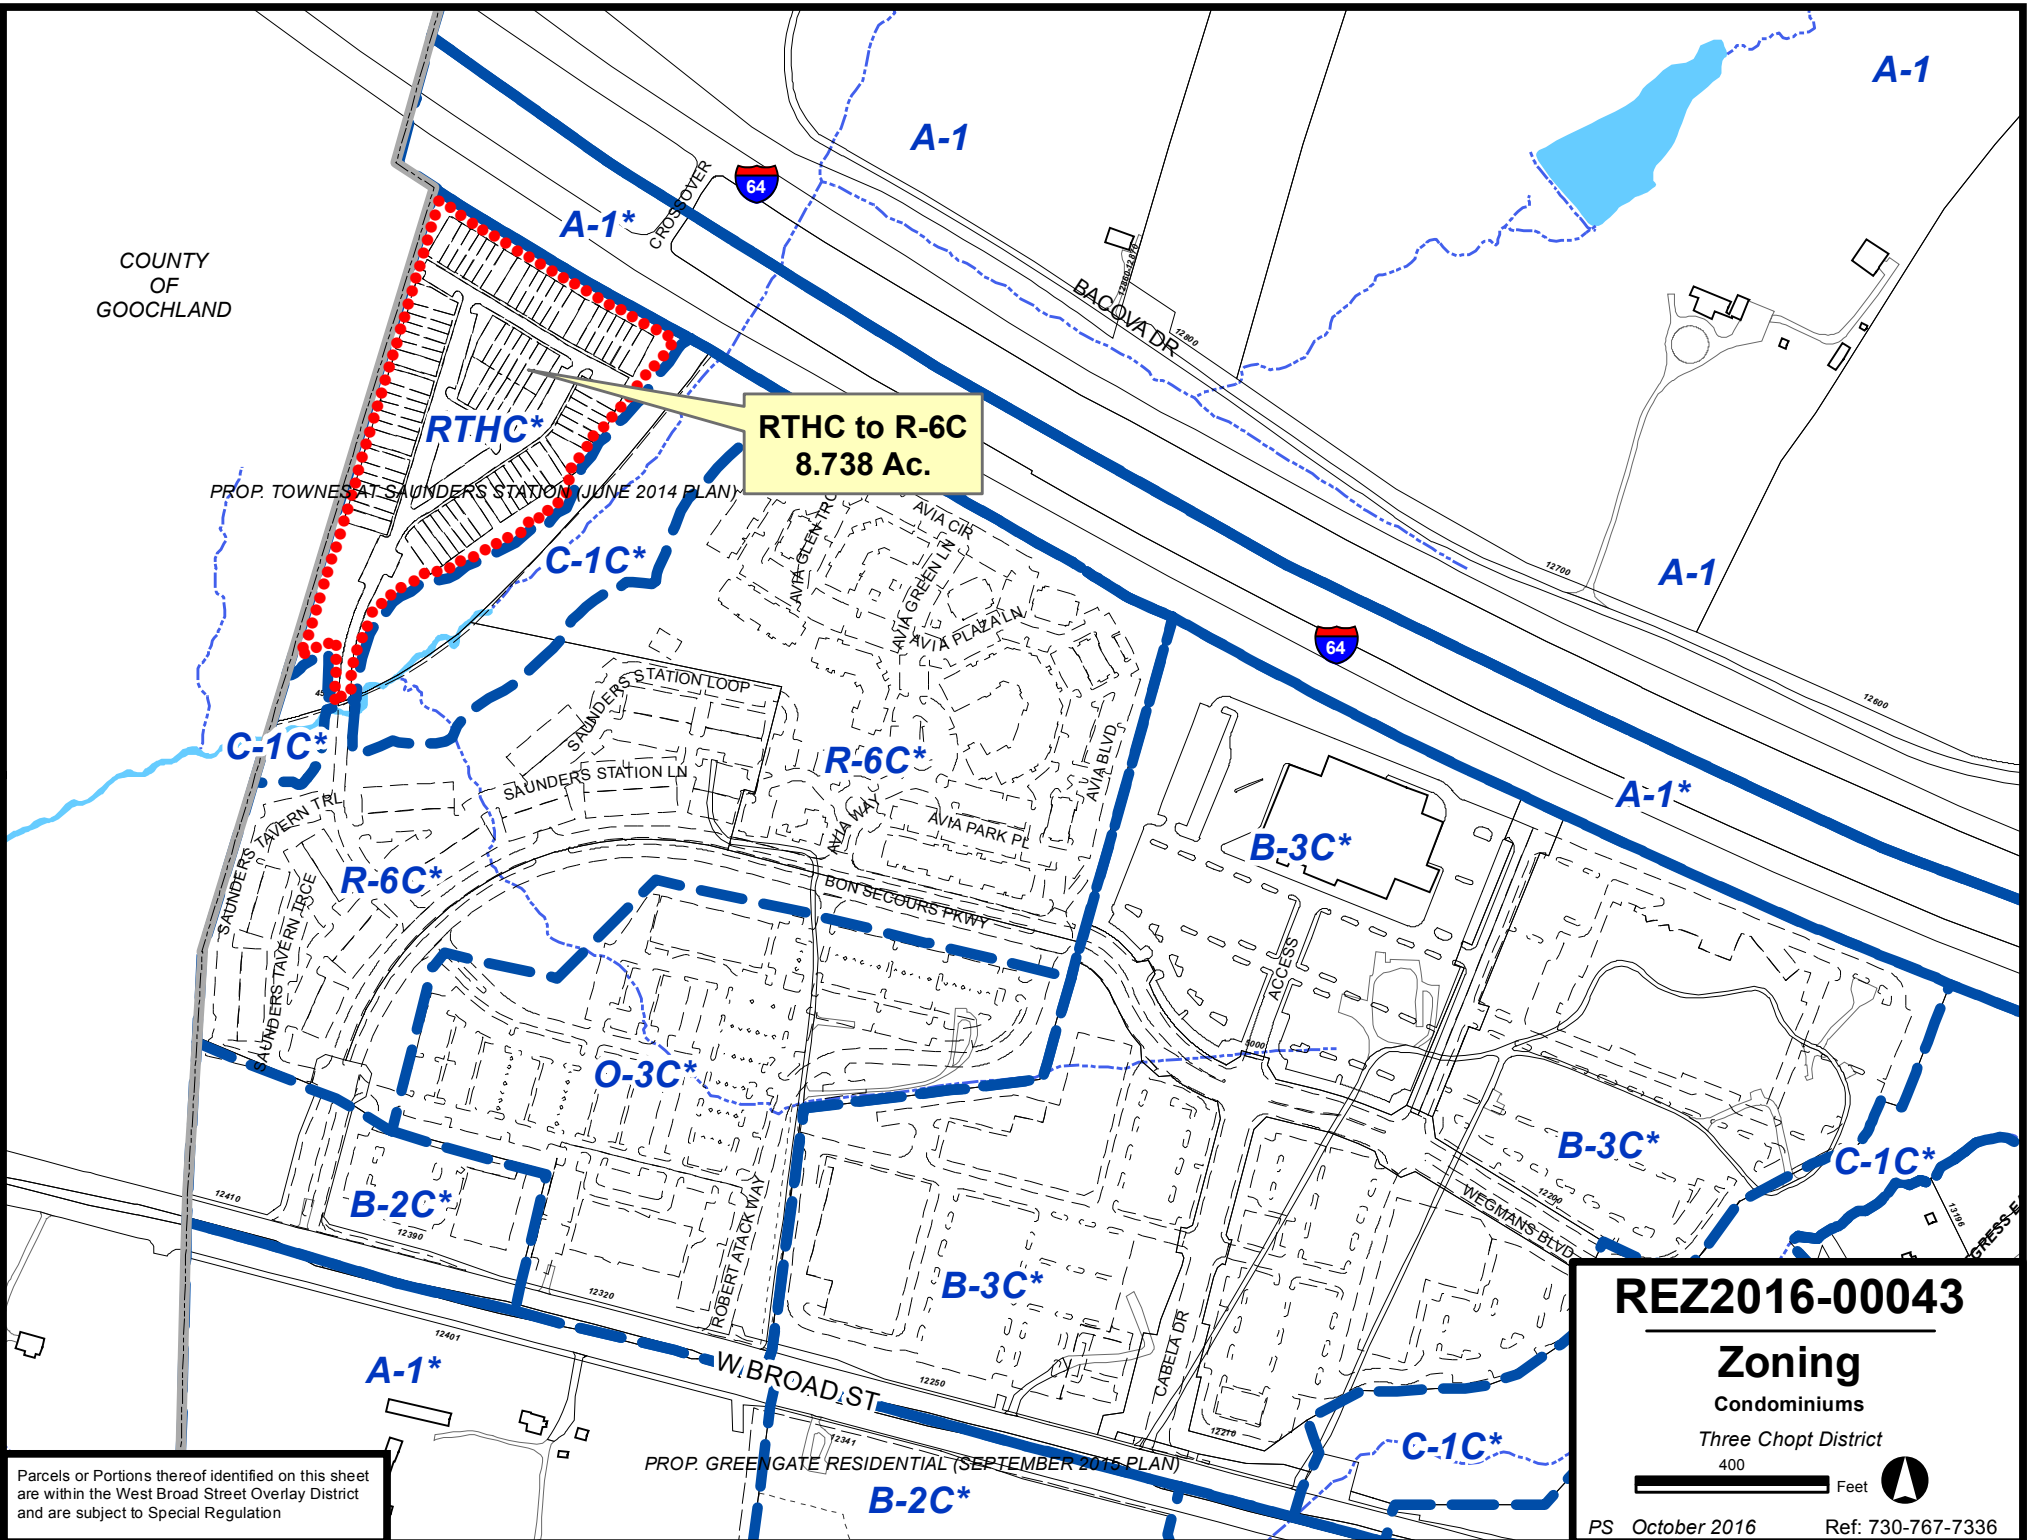 A-1
A-1
64
A-1*
CROSSOVER
COUNTY
OF
GOOCHLAND
12860-12870
BACOVA DR
12800
RTHC to R-6C
8.738 Ac.
RTHC*
PROP. TOWNES AT SAUNDERS STATION (JUNE 2014 PLAN)
C-1C*
AVIA CIR
AVIA GREEN LN
AVIA PLAZA LN
12700
A-1
64
12600
SAUNDERS STATION LOOP
C-1C*
R-6C*
AVIA BLVD
SAUNDERS STATION LN
A-1*
SAUNDERS TAVERN TRL
AVIA WAY
AVIA PARK PL
B-3C*
R-6C*
BON SECOURS PKWY
SAUNDERS TAVERN TRCE
ACCESS
5000
O-3C*
B-3C*
C-1C*
12410
B-2C*
12390
ROBERT ATACK WAY
12200
WEGMANS BLVD
13196
12320
B-3C*
12401
A-1*
W BROAD ST
12250
CABELA DR
12341
12210
PROP. GREENGATE RESIDENTIAL (SEPTEMBER 2015 PLAN)
C-1C*
B-2C*
REZ2016-00043
Zoning
Condominiums
Three Chopt District
400
Feet
PS October 2016 Ref: 730-767-7336
Parcels or Portions thereof identified on this sheet
are within the West Broad Street Overlay District
and are subject to Special Regulation